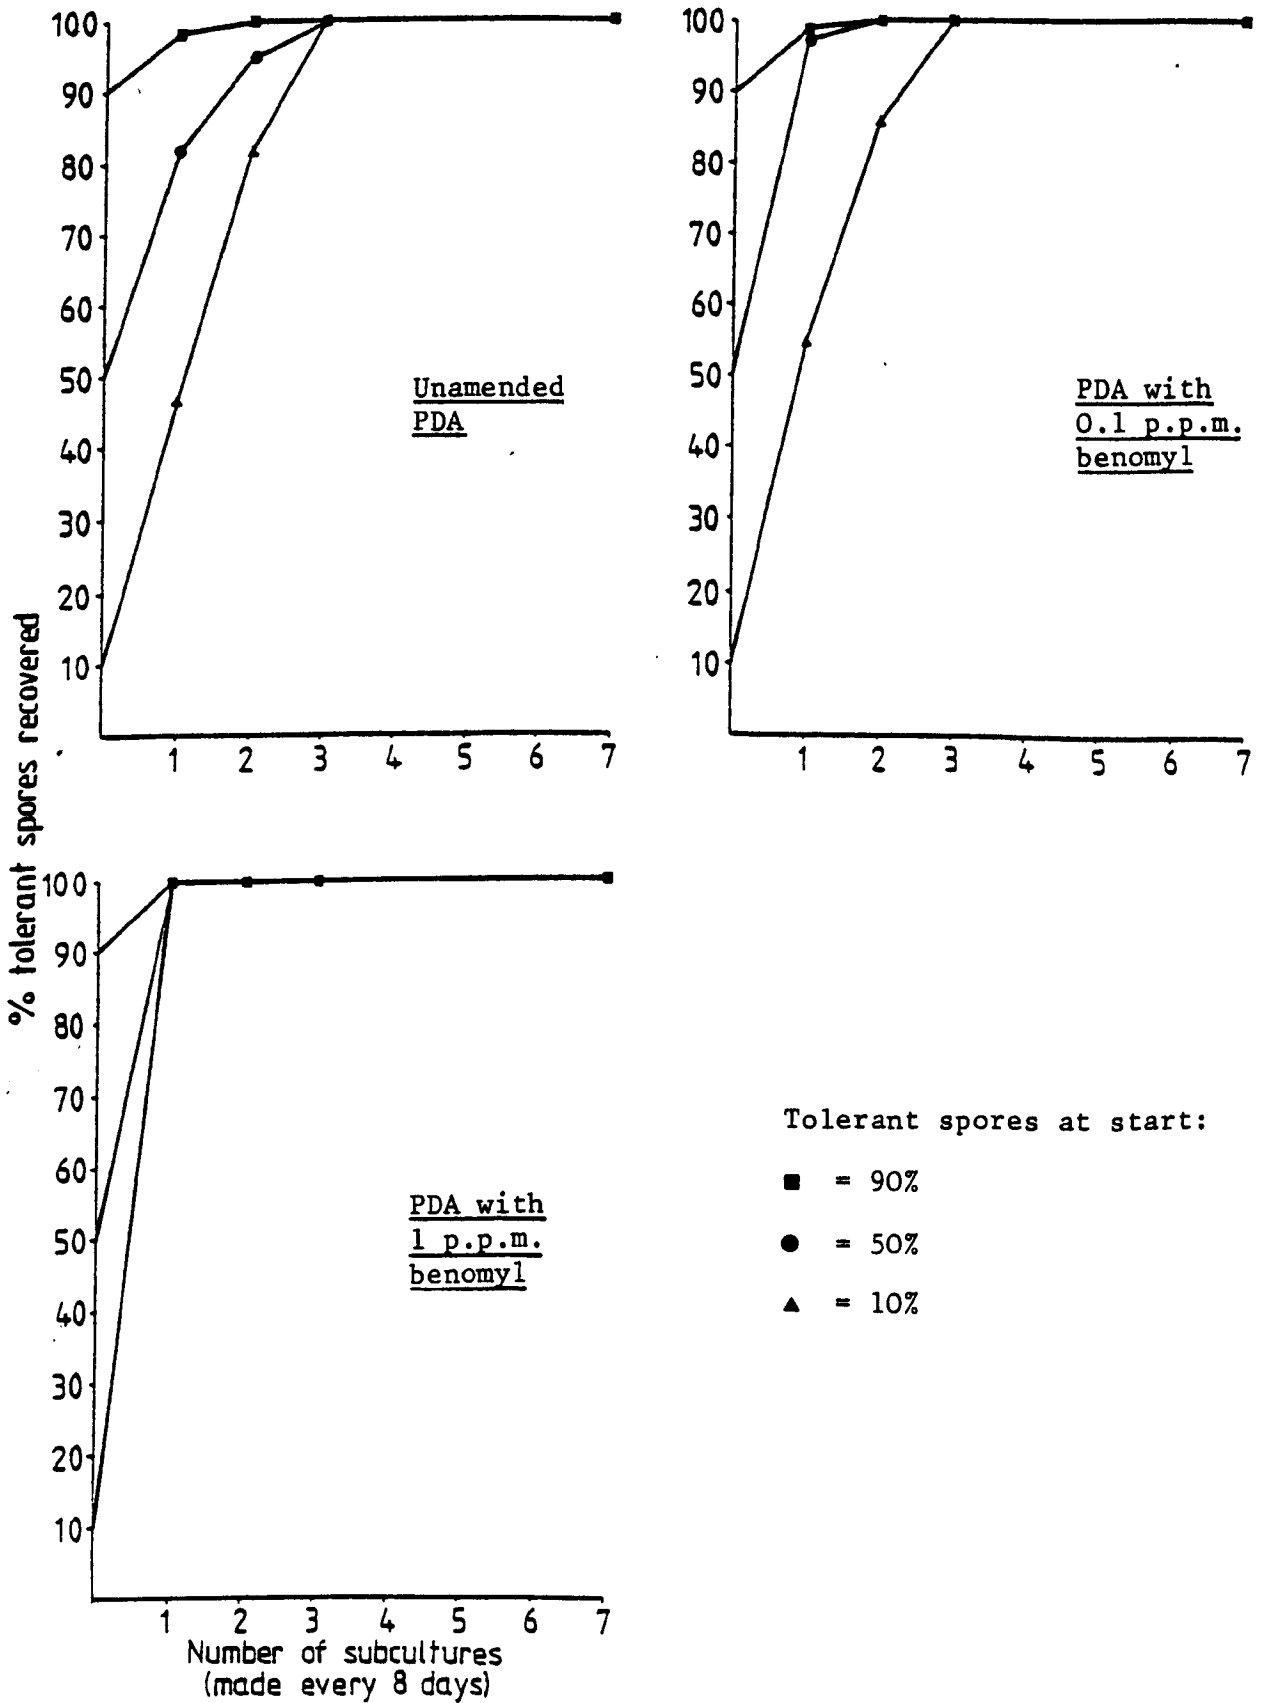 100
90
80
70
60
50
40
30
20
10
1 2 3 4 5 6 7
Unamended
PDA
100
90
80
70
60
50
40
30
20
10
1 2 3 4 5 6 7
PDA with
0.1 p.p.m.
benomyl
% tolerant spores recovered
100
90
80
70
60
50
40
30
20
10
1 2 3 4 5 6 7
PDA with
1 p.p.m.
benomyl
Number of subcultures
(made every 8 days)
Tolerant spores at start:
■ = 90%
● = 50%
▲ = 10%